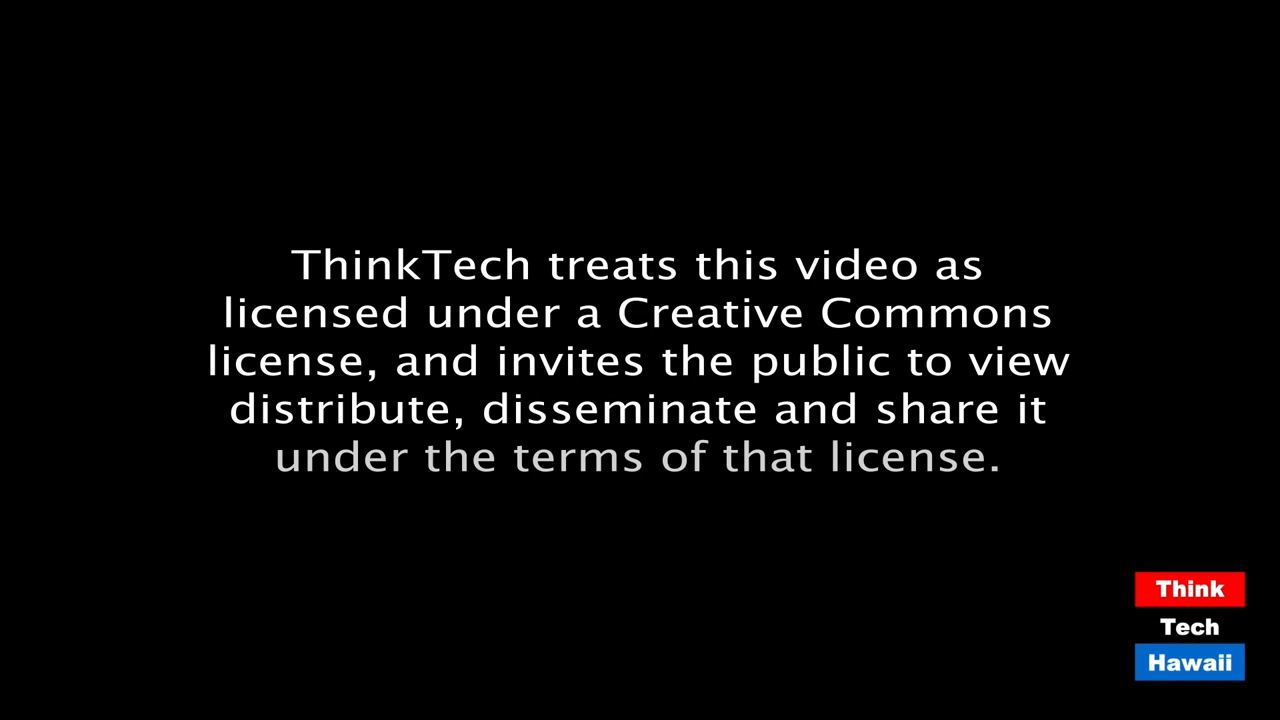 ThinkTech treats this video as
licensed under a Creative Commons
license, and invites the public to view
distribute, disseminate and share it
under the terms of that license.
Think
Tech
Hawaii